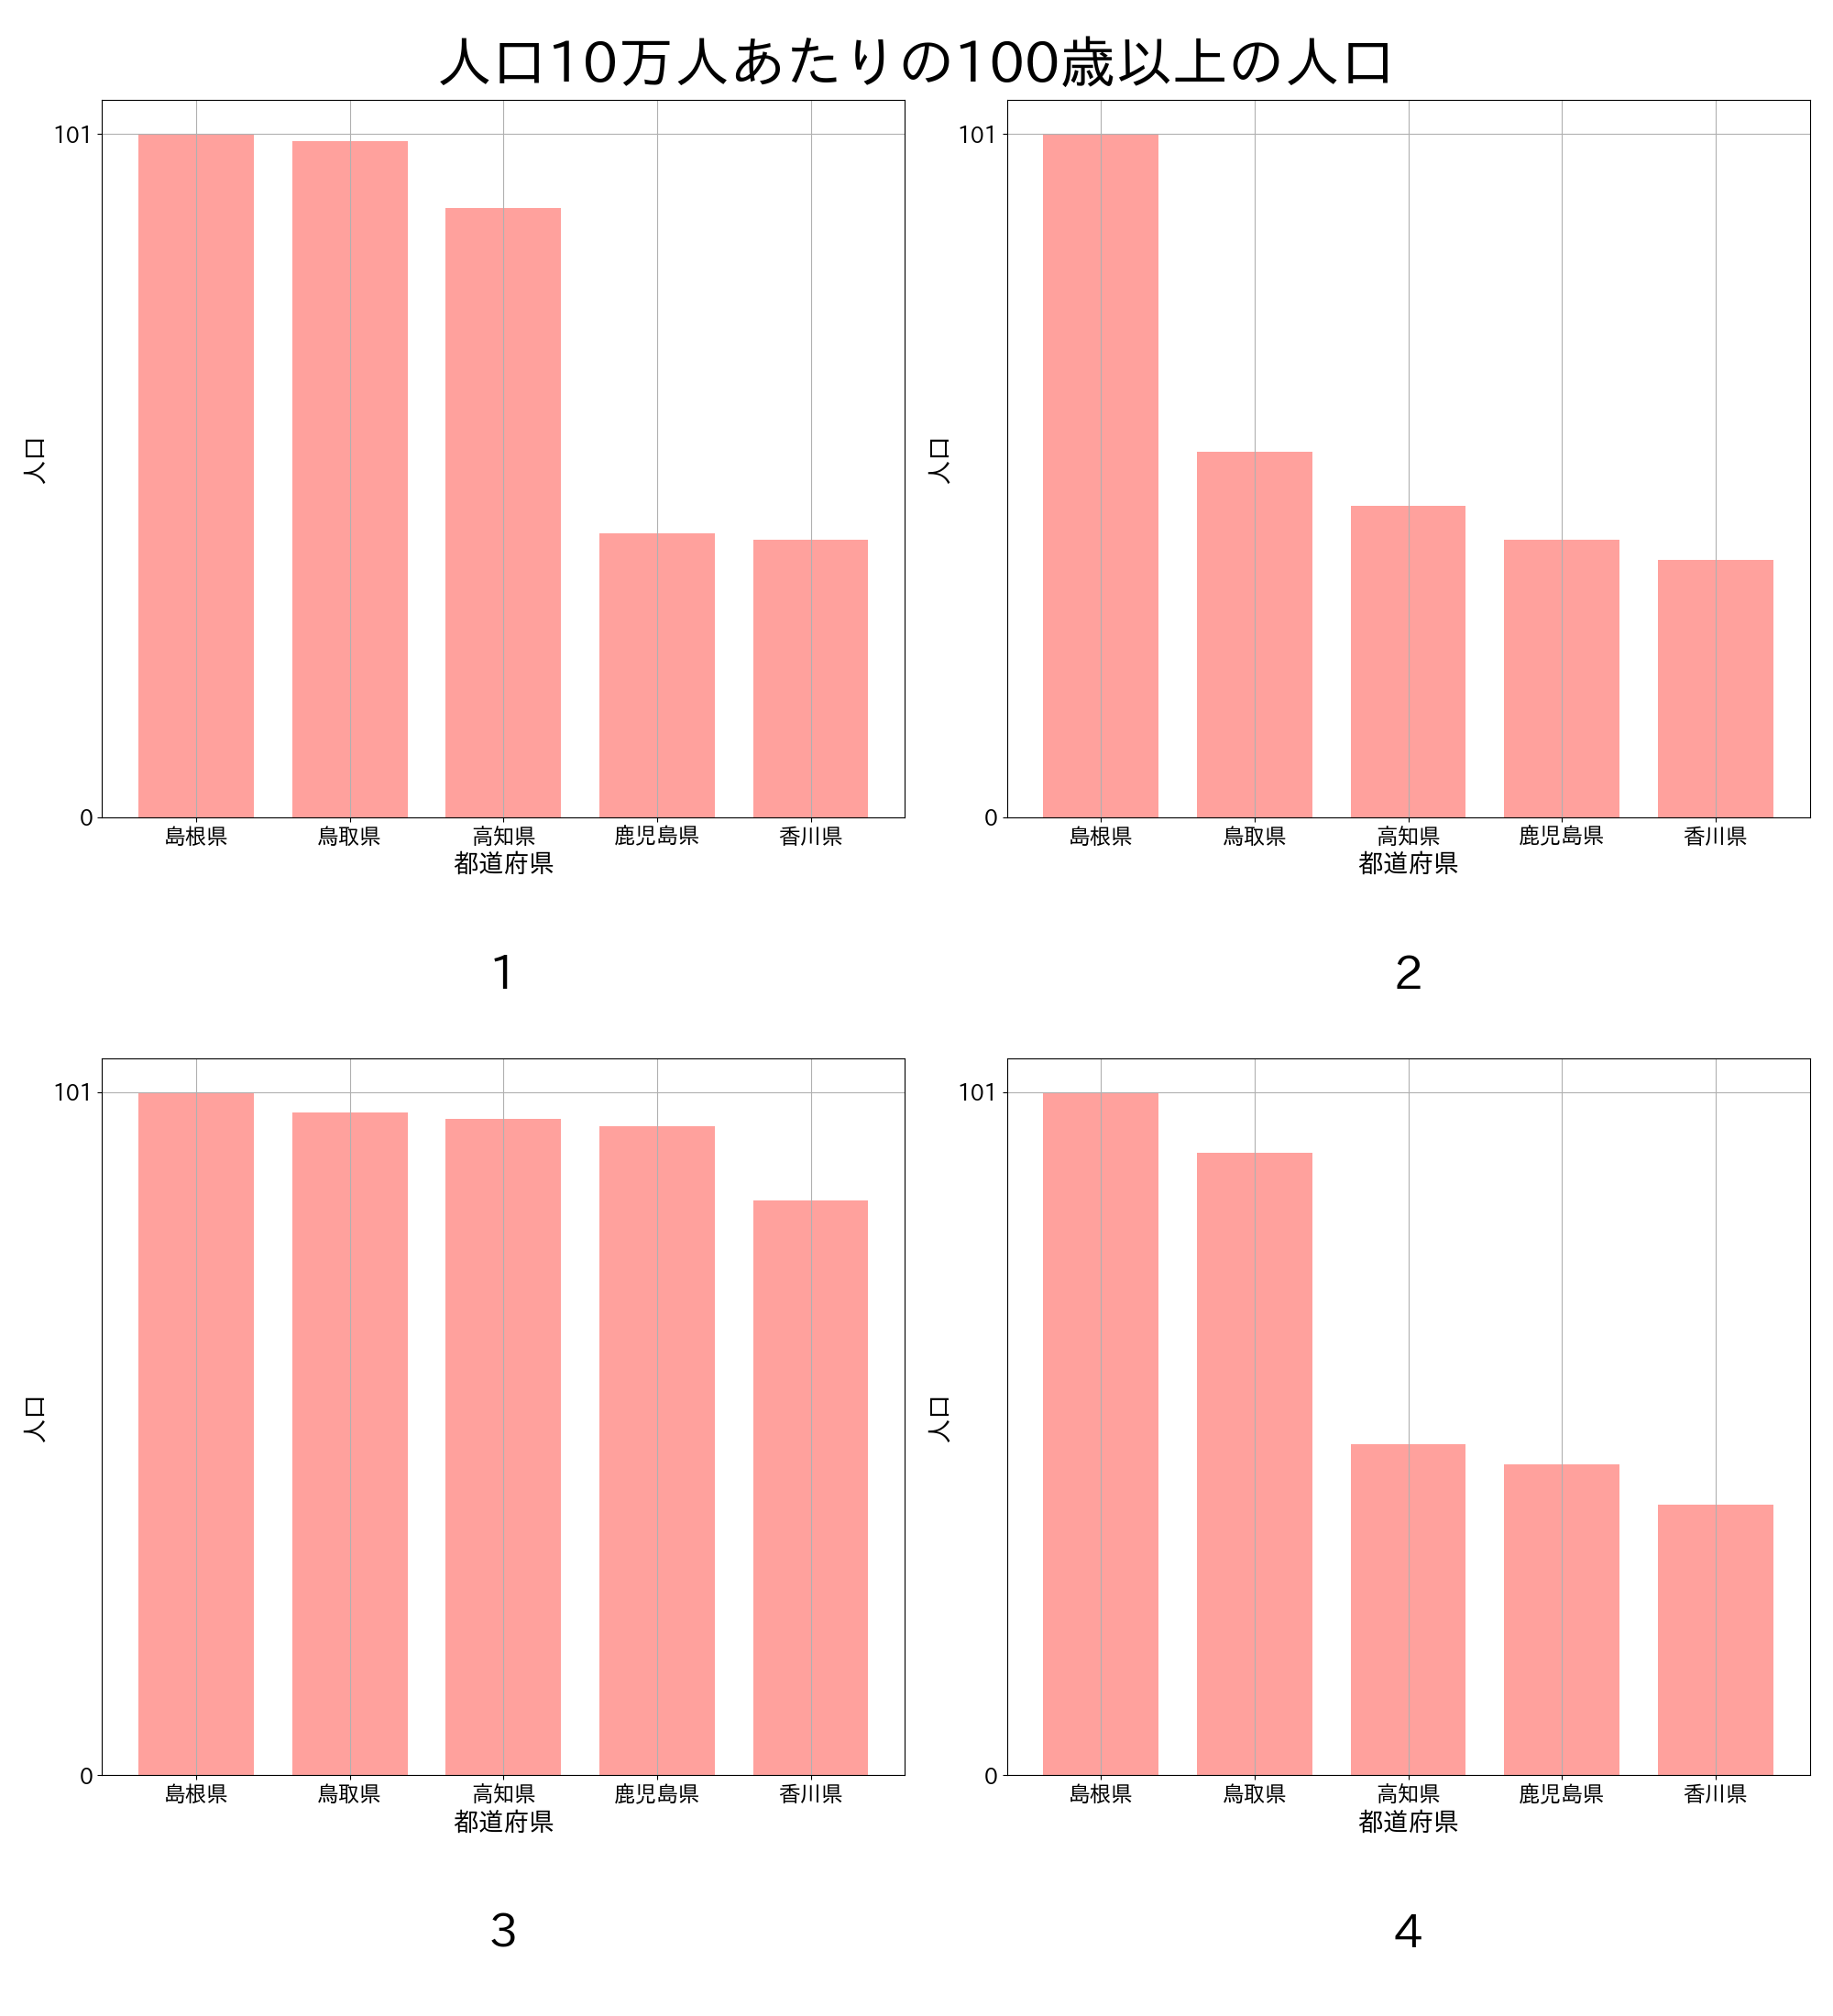 人口10万人あたりの100歳以上の人口
101
0
人口
島根県 鳥取県 高知県 鹿児島県 香川県
都道府県
1
101
0
人口
島根県 鳥取県 高知県 鹿児島県 香川県
都道府県
2
101
0
人口
島根県 鳥取県 高知県 鹿児島県 香川県
都道府県
3
101
0
人口
島根県 鳥取県 高知県 鹿児島県 香川県
都道府県
4